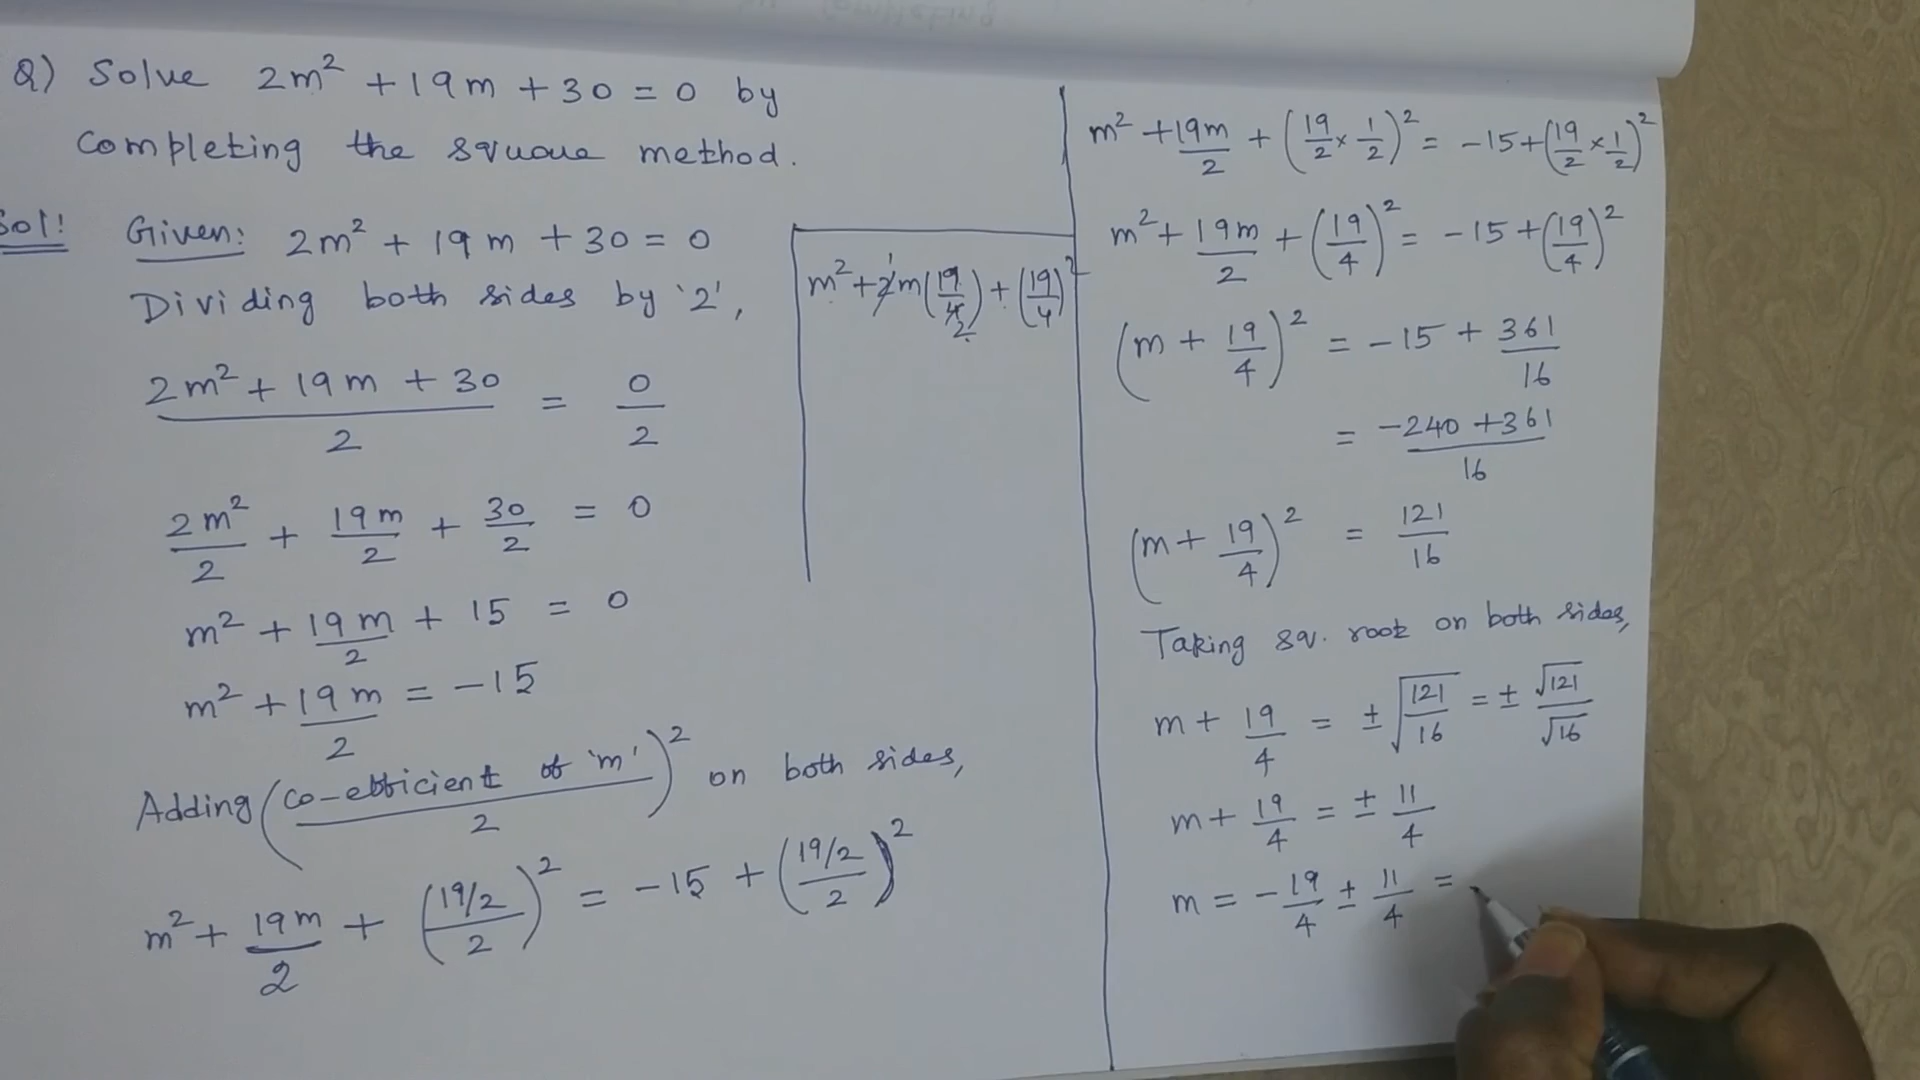 Q) Solve 2m² + 19m + 30 = 0 by
Completing the square method.
Sol! Given: 2m² + 19m + 30 = 0
Dividing both sides by '2',
(2m² + 19m + 30)/2 = 0/2
2m²/2 + 19m/2 + 30/2 = 0
m² + 19m/2 + 15 = 0
m² + 19m/2 = -15
Adding (Co-efficient of 'm'/2)² on both sides,
m² + 19m/2 + ((19/2)/2)² = -15 + ((19/2)/2)²
m² + 2m(19/4) + (19/4)²
1
2
m² + 19m/2 + (19/2 × 1/2)² = -15 + (19/2 × 1/2)²
m² + 19m/2 + (19/4)² = -15 + (19/4)²
(m + 19/4)² = -15 + 361/16
= (-240 + 361)/16
(m + 19/4)² = 121/16
Taking sq. root on both sides,
m + 19/4 = ±√(121/16) = ± √121/√16
m + 19/4 = ± 11/4
m = -19/4 ± 11/4 =